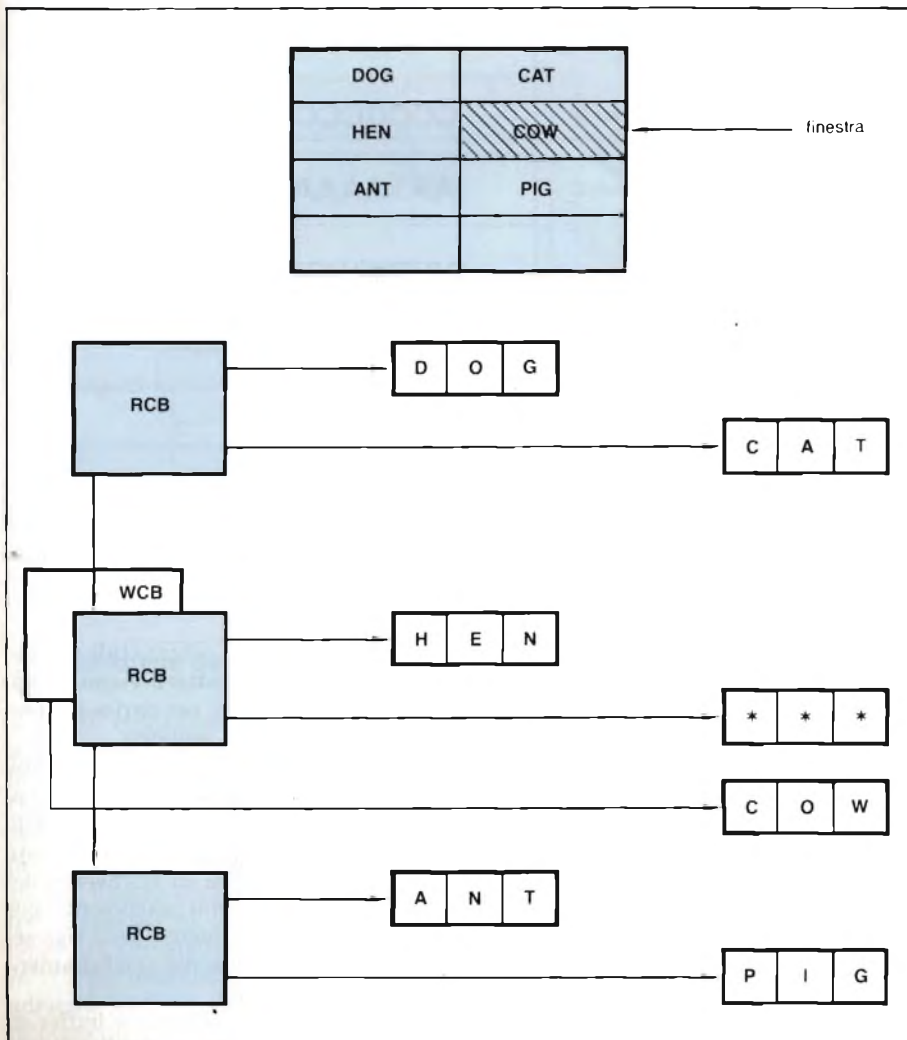 DOG CAT
HEN COW finestra
ANT PIG
RCB
D O G
C A T
WCB
RCB
H E N
* * *
C O W
RCB
A N T
P I G